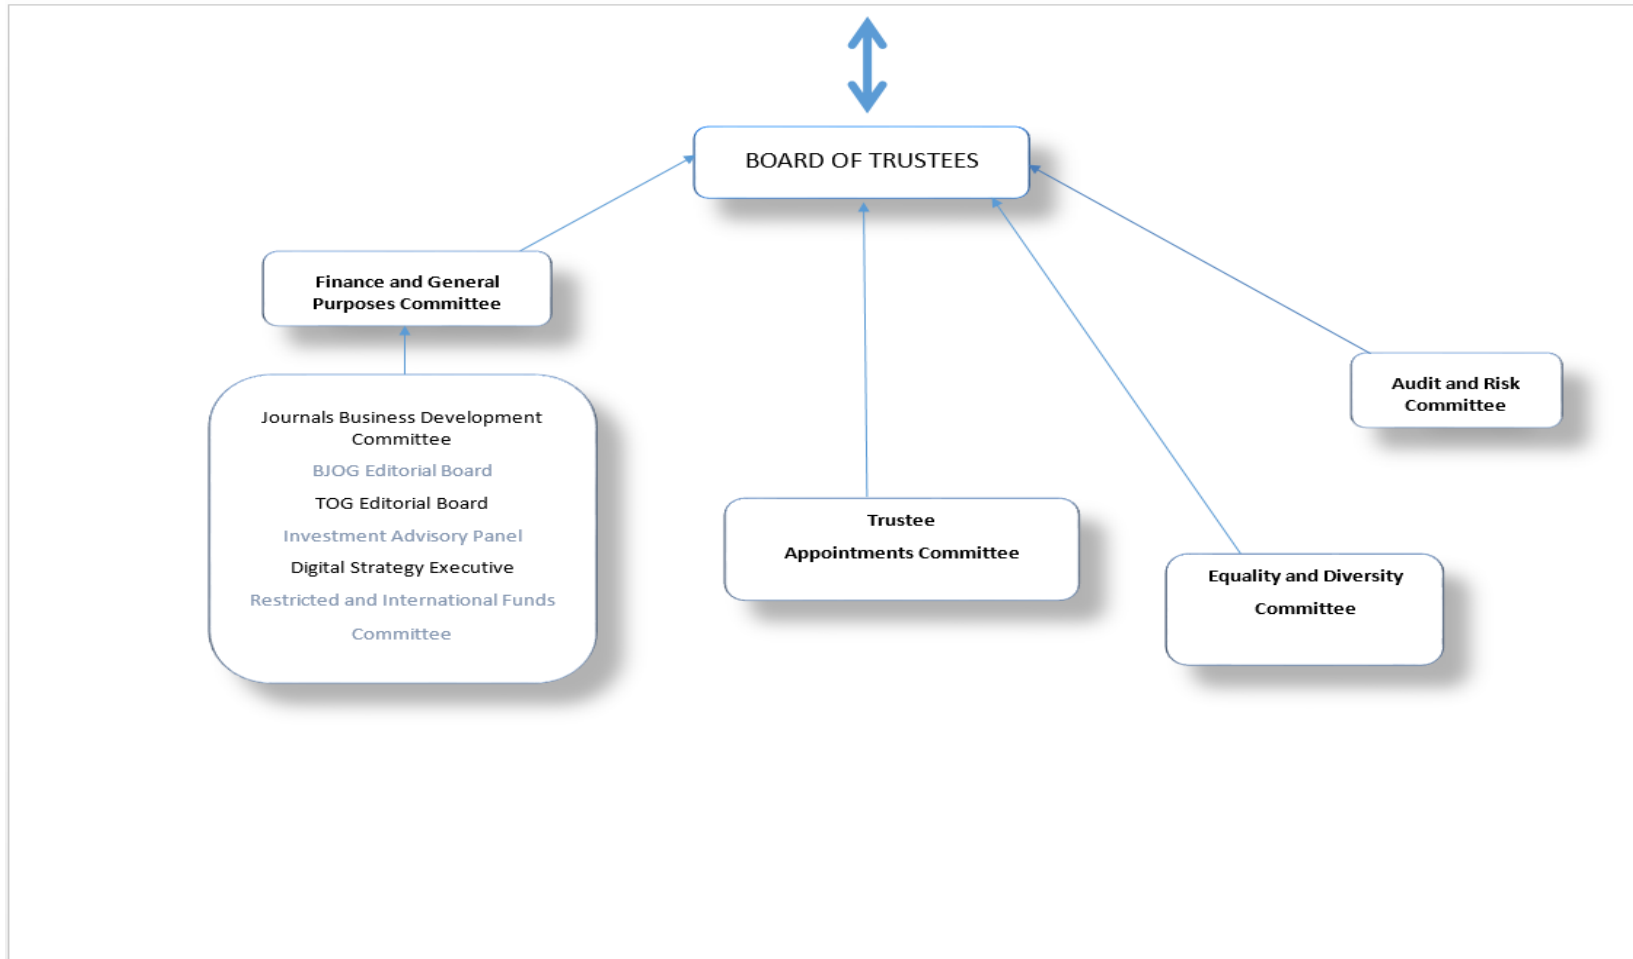 BOARD OF TRUSTEES
Finance and General
Purposes Committee
Journals Business Development
Committee
BJOG Editorial Board
TOG Editorial Board
Investment Advisory Panel
Digital Strategy Executive
Restricted and International Funds
Committee
Trustee
Appointments Committee
Equality and Diversity
Committee
Audit and Risk
Committee